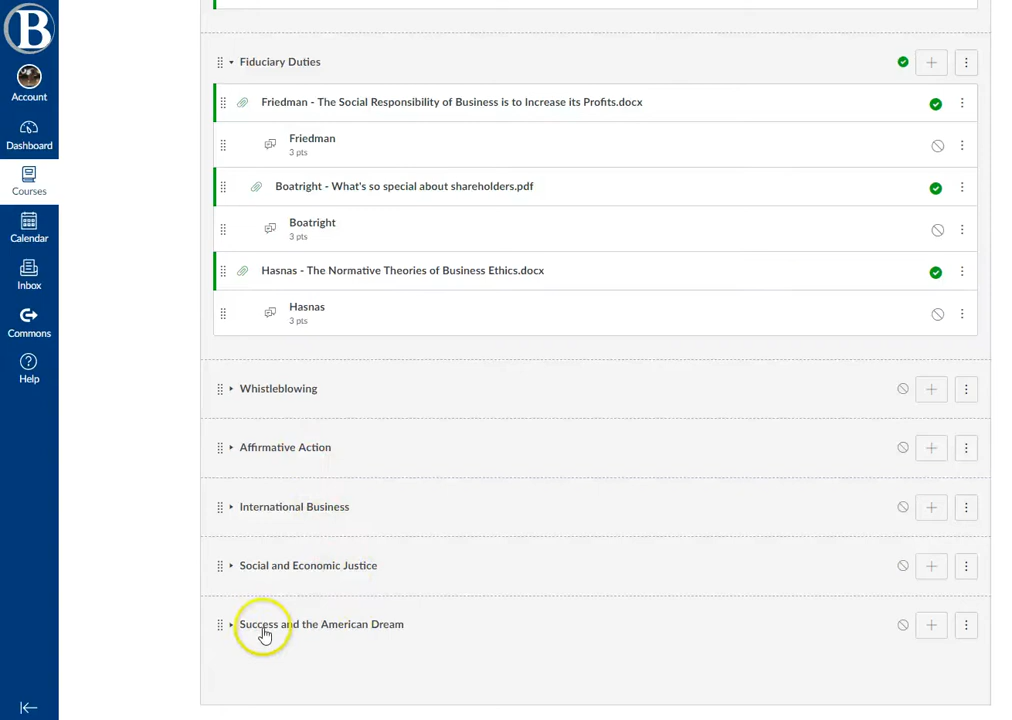 B
Account
Dashboard
Courses
Calendar
Inbox
Commons
Help
Fiduciary Duties
Friedman - The Social Responsibility of Business is to Increase its Profits.docx
Friedman
3 pts
Boatright - What's so special about shareholders.pdf
Boatright
3 pts
Hasnas - The Normative Theories of Business Ethics.docx
Hasnas
3 pts
Whistleblowing
Affirmative Action
International Business
Social and Economic Justice
Success and the American Dream